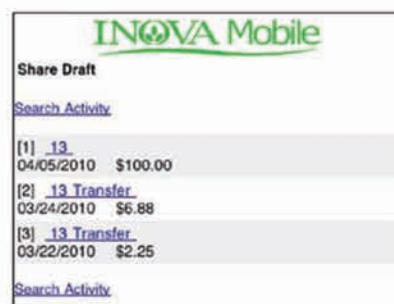 INOVA Mobile
Share Draft
Search Activity
[1] 13
04/05/2010 $100.00
[2] 13 Transfer
03/24/2010 $6.88
[3] 13 Transfer
03/22/2010 $2.25
Search Activity